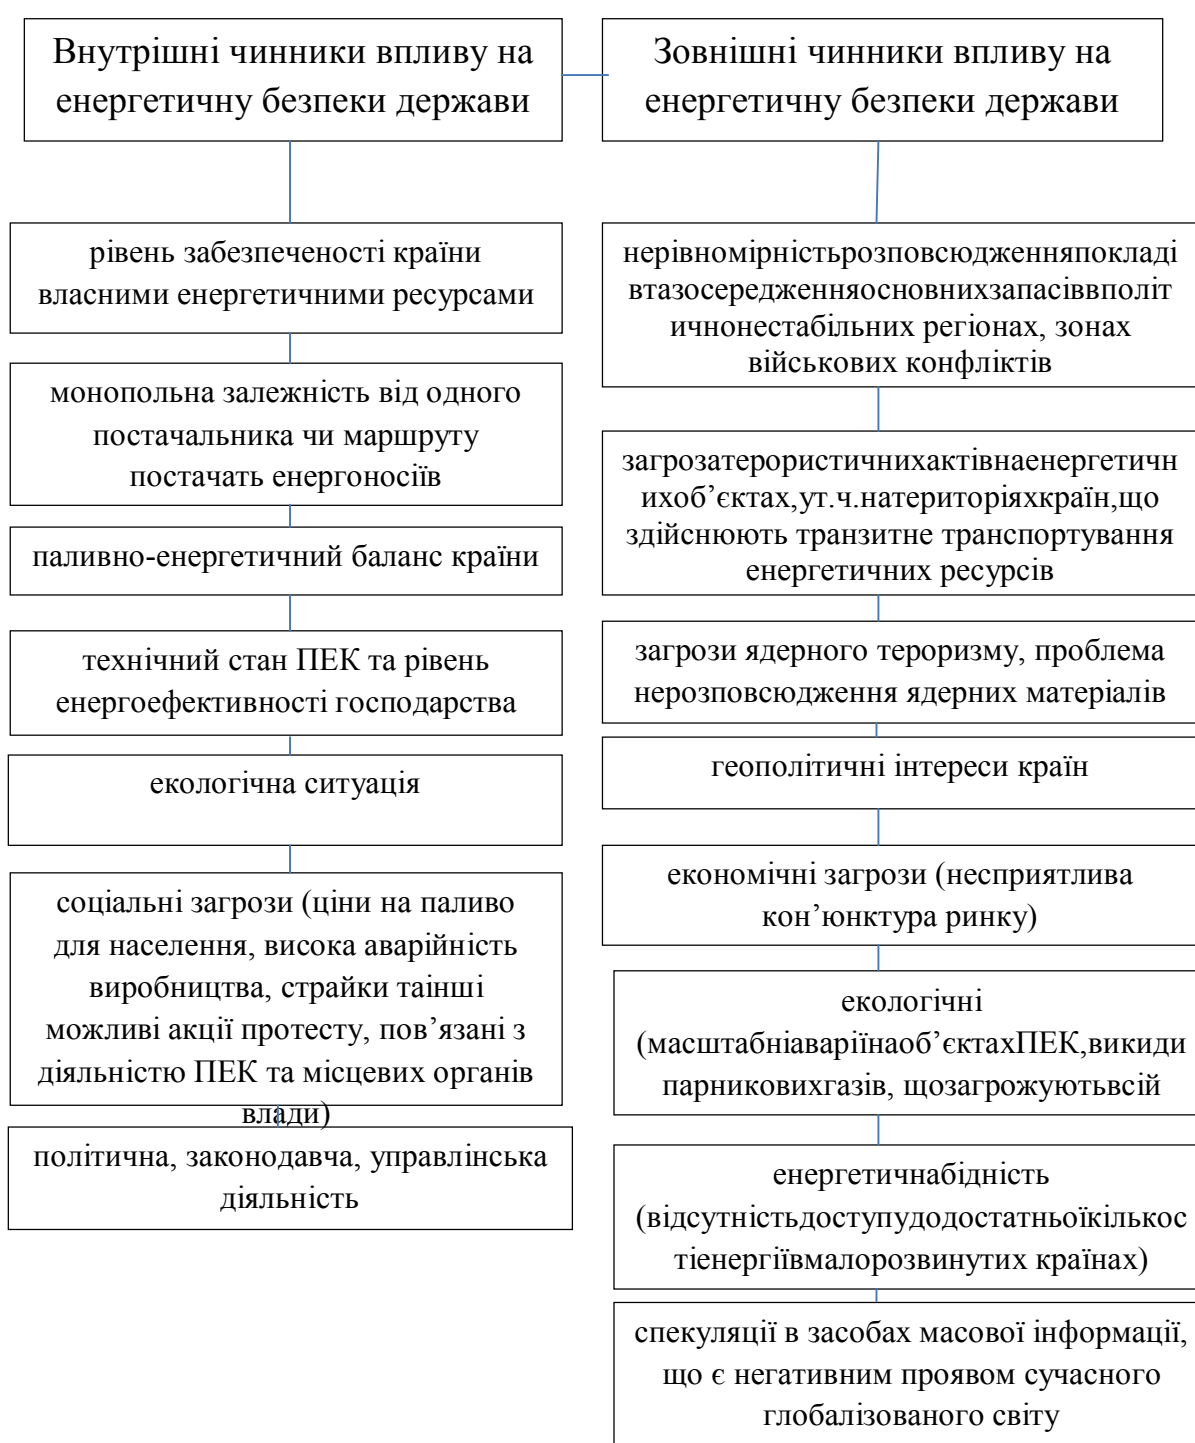 Внутрішні чинники впливу на
енергетичну безпеки держави
рівень забезпеченості країни
власними енергетичними ресурсами
монопольна залежність від одного
постачальника чи маршруту
постачать енергоносіїв
паливно-енергетичний баланс країни
технічний стан ПЕК та рівень
енергоефективності господарства
екологічна ситуація
соціальні загрози (ціни на паливо
для населення, висока аварійність
виробництва, страйки таінші
можливі акції протесту, пов’язані з
діяльністю ПЕК та місцевих органів
влади)
політична, законодавча, управлінська
діяльність
Зовнішні чинники впливу на
енергетичну безпеки держави
нерівномірністьрозповсюдженняпокладі
втазосередженняосновнихзапасіввполіт
ичнонестабільних регіонах, зонах
військових конфліктів
загрозатерористичнихактівнаенергетичн
ихоб’єктах,ут.ч.натериторіяхкраїн,що
здійснюють транзитне транспортування
енергетичних ресурсів
загрози ядерного тероризму, проблема
нерозповсюдження ядерних матеріалів
геополітичні інтереси країн
економічні загрози (несприятлива
кон’юнктура ринку)
екологічні
(масштабніаваріїнаоб’єктахПЕК,викиди
парниковихгазів, щозагрожуютьвсій
енергетичнабідність
(відсутністьдоступудодостатньоїкількос
тіенергіївмалорозвинутих країнах)
спекуляції в засобах масової інформації,
що є негативним проявом сучасного
глобалізованого світу